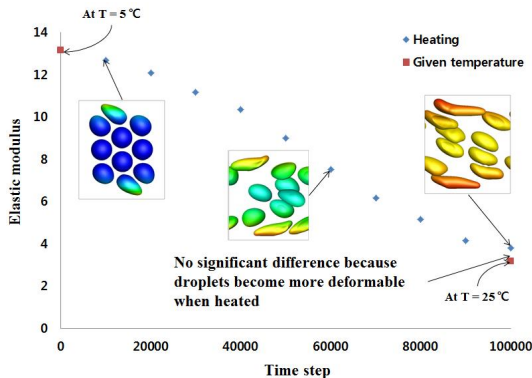 At T = 5 ℃
Heating
Given temperature
14
12
10
8
6
4
2
0
Elastic modulus
No significant difference because
droplets become more deformable
when heated
At T = 25 ℃
0
20000
40000
60000
80000
100000
Time step